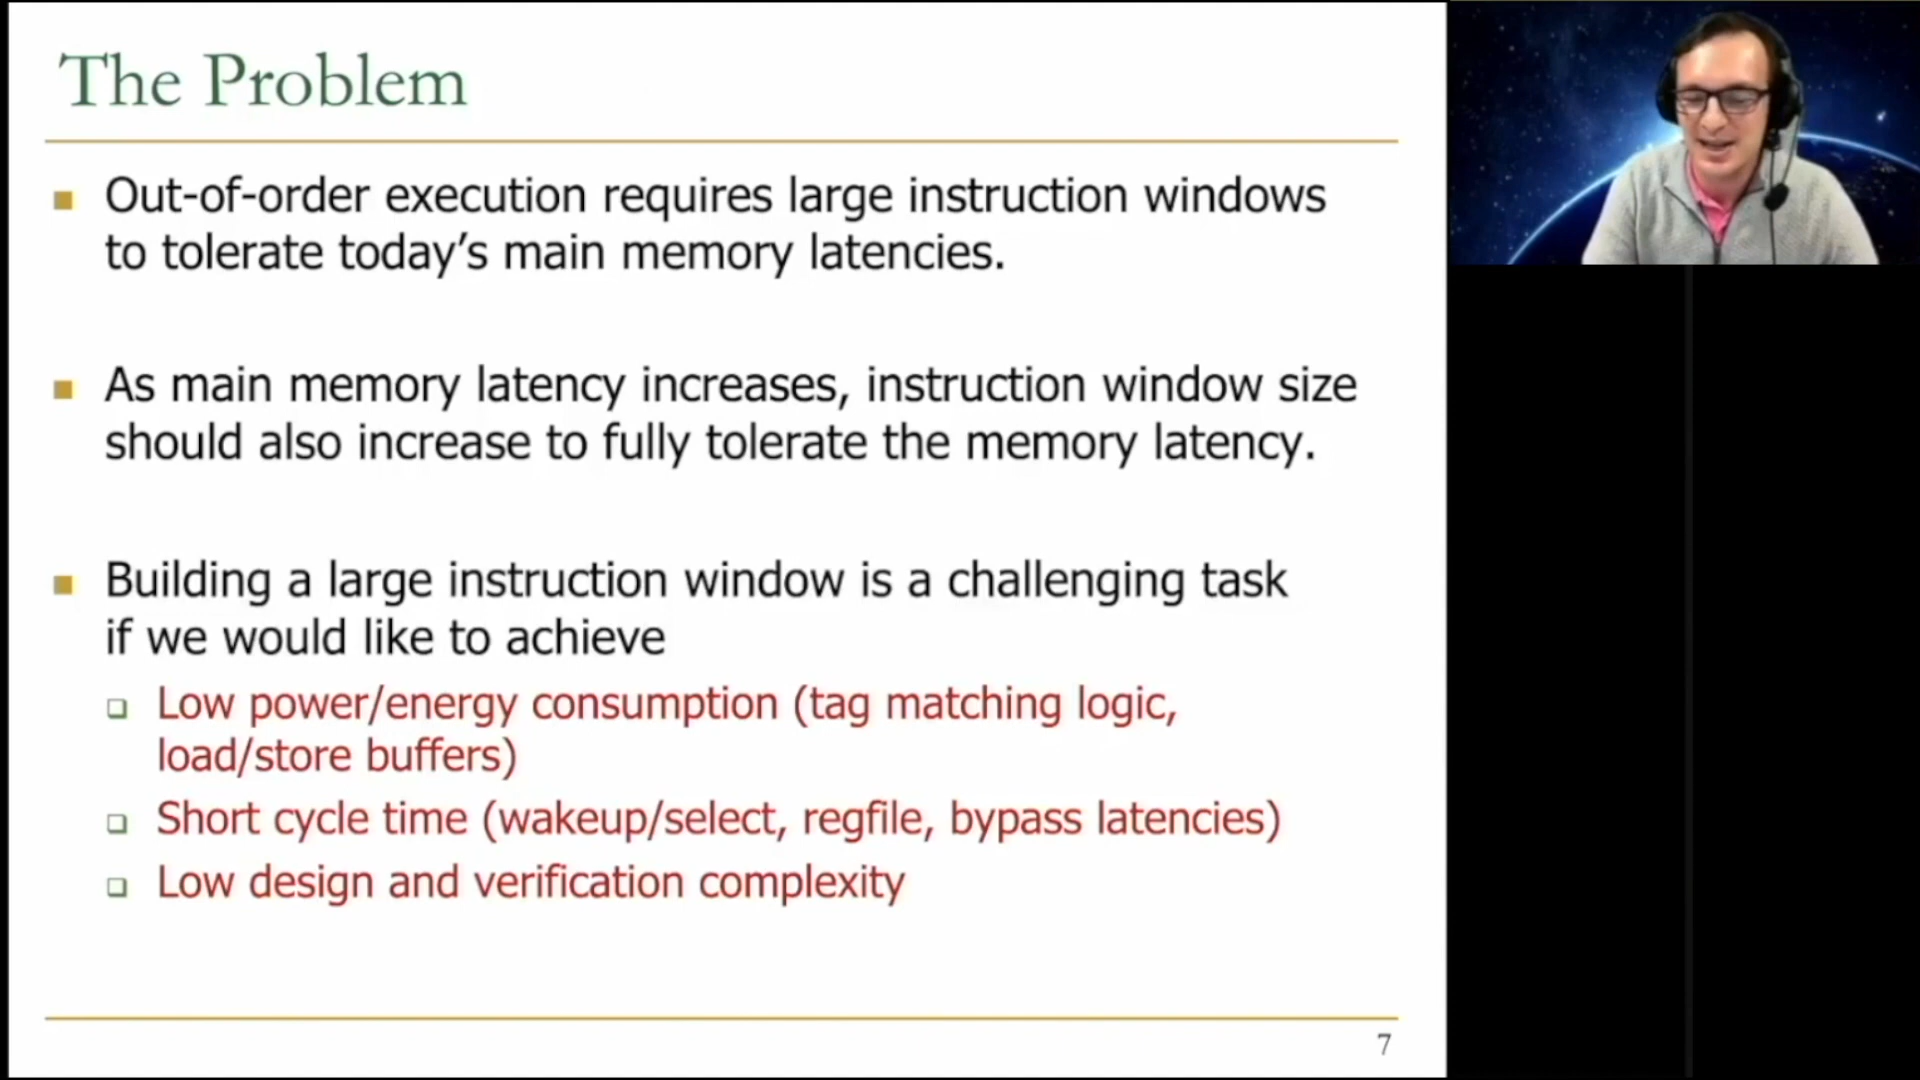 The Problem
Out-of-order execution requires large instruction windows
to tolerate today’s main memory latencies.
As main memory latency increases, instruction window size
should also increase to fully tolerate the memory latency.
Building a large instruction window is a challenging task
if we would like to achieve
Low power/energy consumption (tag matching logic,
load/store buffers)
Short cycle time (wakeup/select, regfile, bypass latencies)
Low design and verification complexity
7